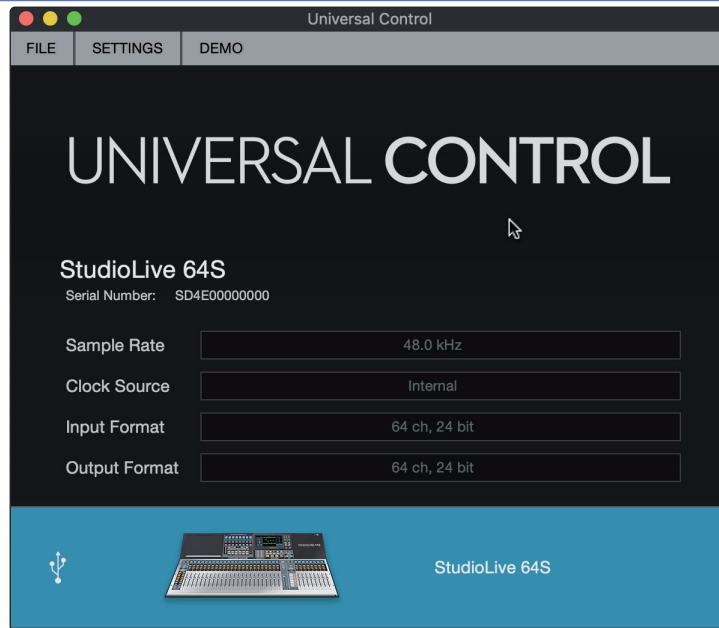 Universal Control
FILE SETTINGS DEMO
UNIVERSAL CONTROL
StudioLive 64S
Serial Number: SD4E00000000
Sample Rate 48.0 kHz
Clock Source Internal
Input Format 64 ch, 24 bit
Output Format 64 ch, 24 bit
StudioLive 64S